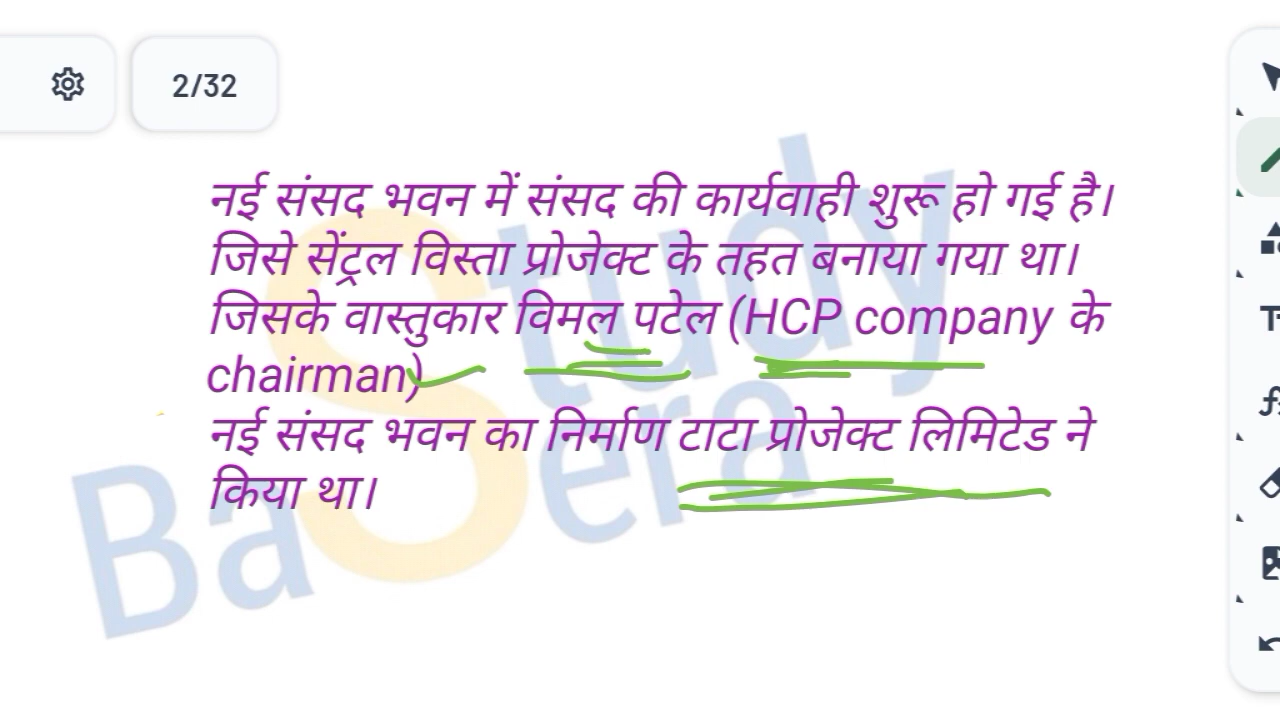 2/32
नई संसद भवन में संसद की कार्यवाही शुरू हो गई है।
जिसे सेंट्रल विस्ता प्रोजेक्ट के तहत बनाया गया था।
जिसके वास्तुकार विमल पटेल (HCP company के
chairman)
नई संसद भवन का निर्माण टाटा प्रोजेक्ट लिमिटेड ने
किया था।
Study
BaSera